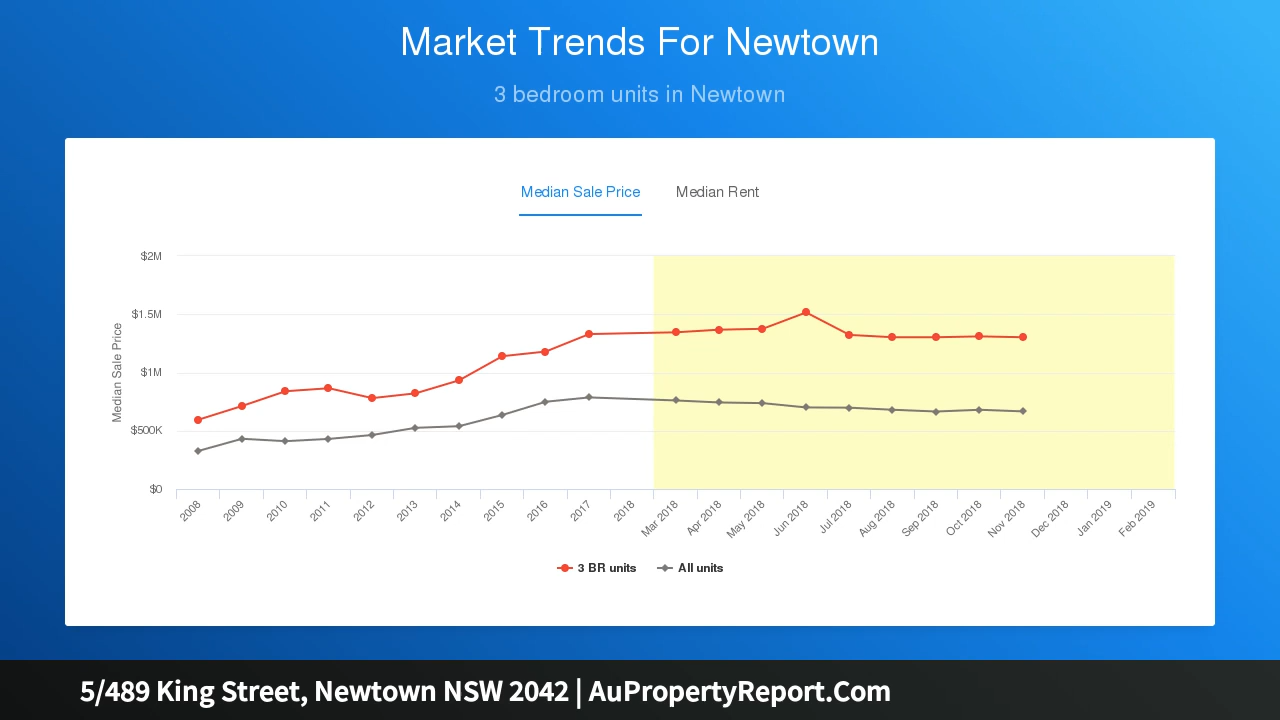 Market Trends For Newtown
3 bedroom units in Newtown
Median Sale Price Median Rent
$2M
$1.5M
$1M
$500K
$0
Median Sale Price
2008 2009 2010 2011 2012 2013 2014 2015 2016 2017 2018 Mar 2018 Apr 2018 May 2018 Jun 2018 Jul 2018 Aug 2018 Sep 2018 Oct 2018 Nov 2018 Dec 2018 Jan 2019 Feb 2019
3 BR units All units
5/489 King Street, Newtown NSW 2042 | AuPropertyReport.Com